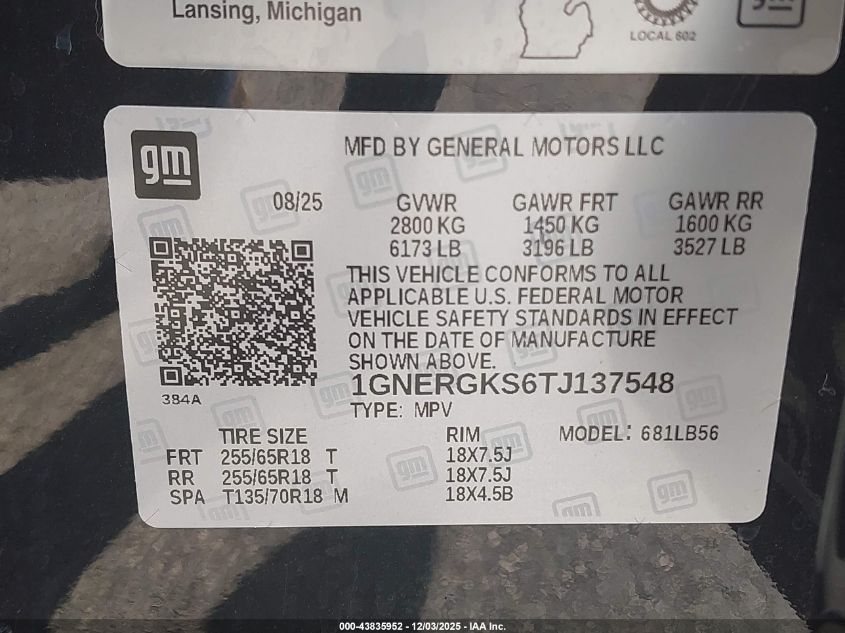 Lansing, Michigan
LOCAL 602
gm
gm
MFD BY GENERAL MOTORS LLC
08/25 GVWR GAWR FRT GAWR RR
2800 KG 1450 KG 1600 KG
6173 LB 3196 LB 3527 LB
THIS VEHICLE CONFORMS TO ALL
APPLICABLE U.S. FEDERAL MOTOR
VEHICLE SAFETY STANDARDS IN EFFECT
ON THE DATE OF MANUFACTURE
SHOWN ABOVE.
384A
1GNERGKS6TJ137548
TYPE: MPV
TIRE SIZE RIM MODEL: 681LB56
FRT 255/65R18 T 18X7.5J
RR 255/65R18 T 18X7.5J
SPA T135/70R18 M 18X4.5B
000-43835952 - 12/03/2025 - IAA Inc.